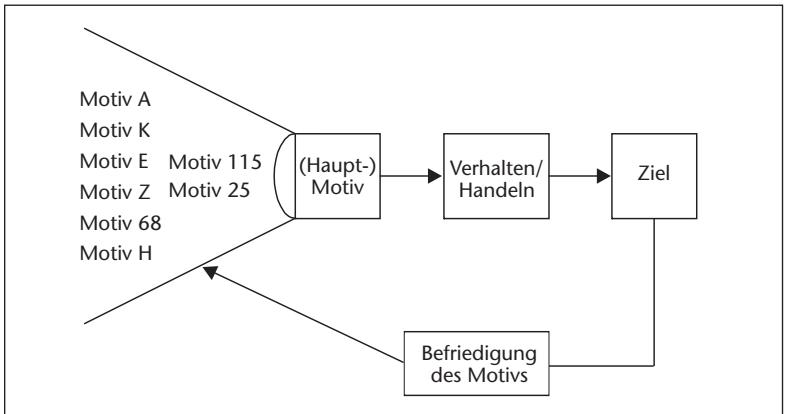 Motiv A
Motiv K
Motiv E
Motiv Z
Motiv 68
Motiv H
Motiv 115
Motiv 25
(Haupt-)
Motiv
Verhalten/
Handeln
Ziel
Befriedigung
des Motivs